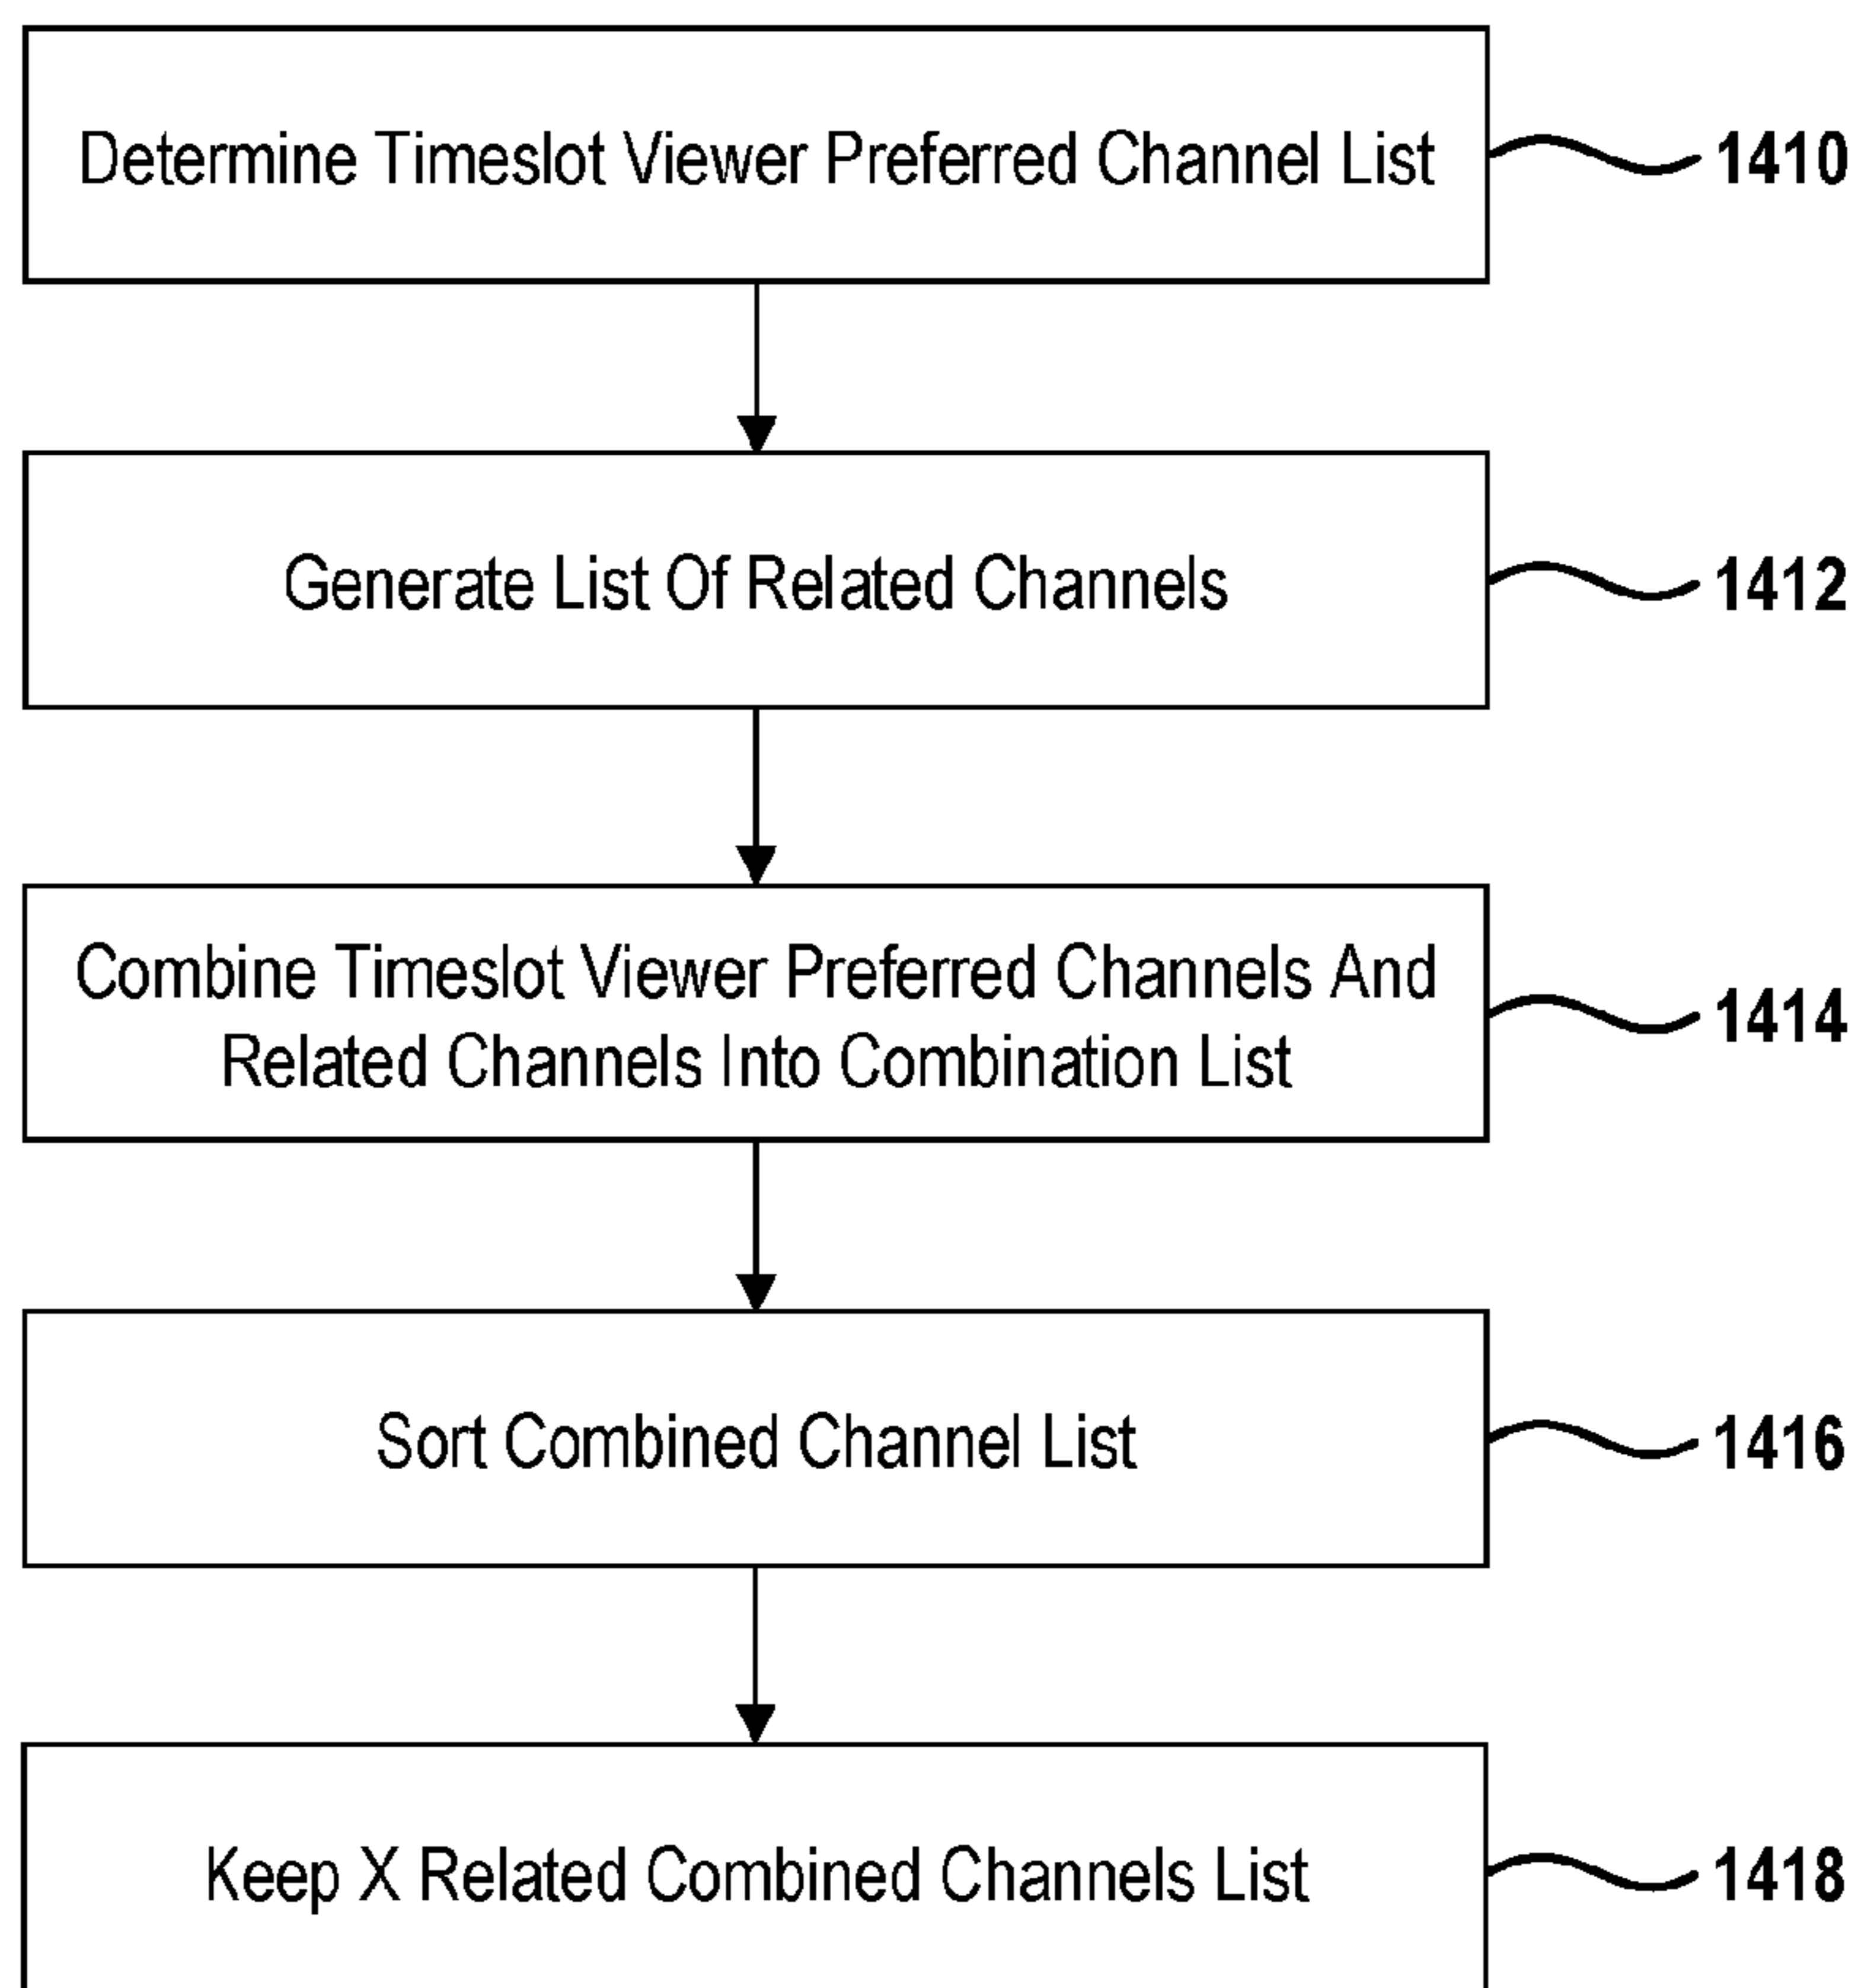 Determine Timeslot Viewer Preferred Channel List
1410
Generate List Of Related Channels
1412
Combine Timeslot Viewer Preferred Channels And
Related Channels Into Combination List
1414
Sort Combined Channel List
1416
Keep X Related Combined Channels List
1418